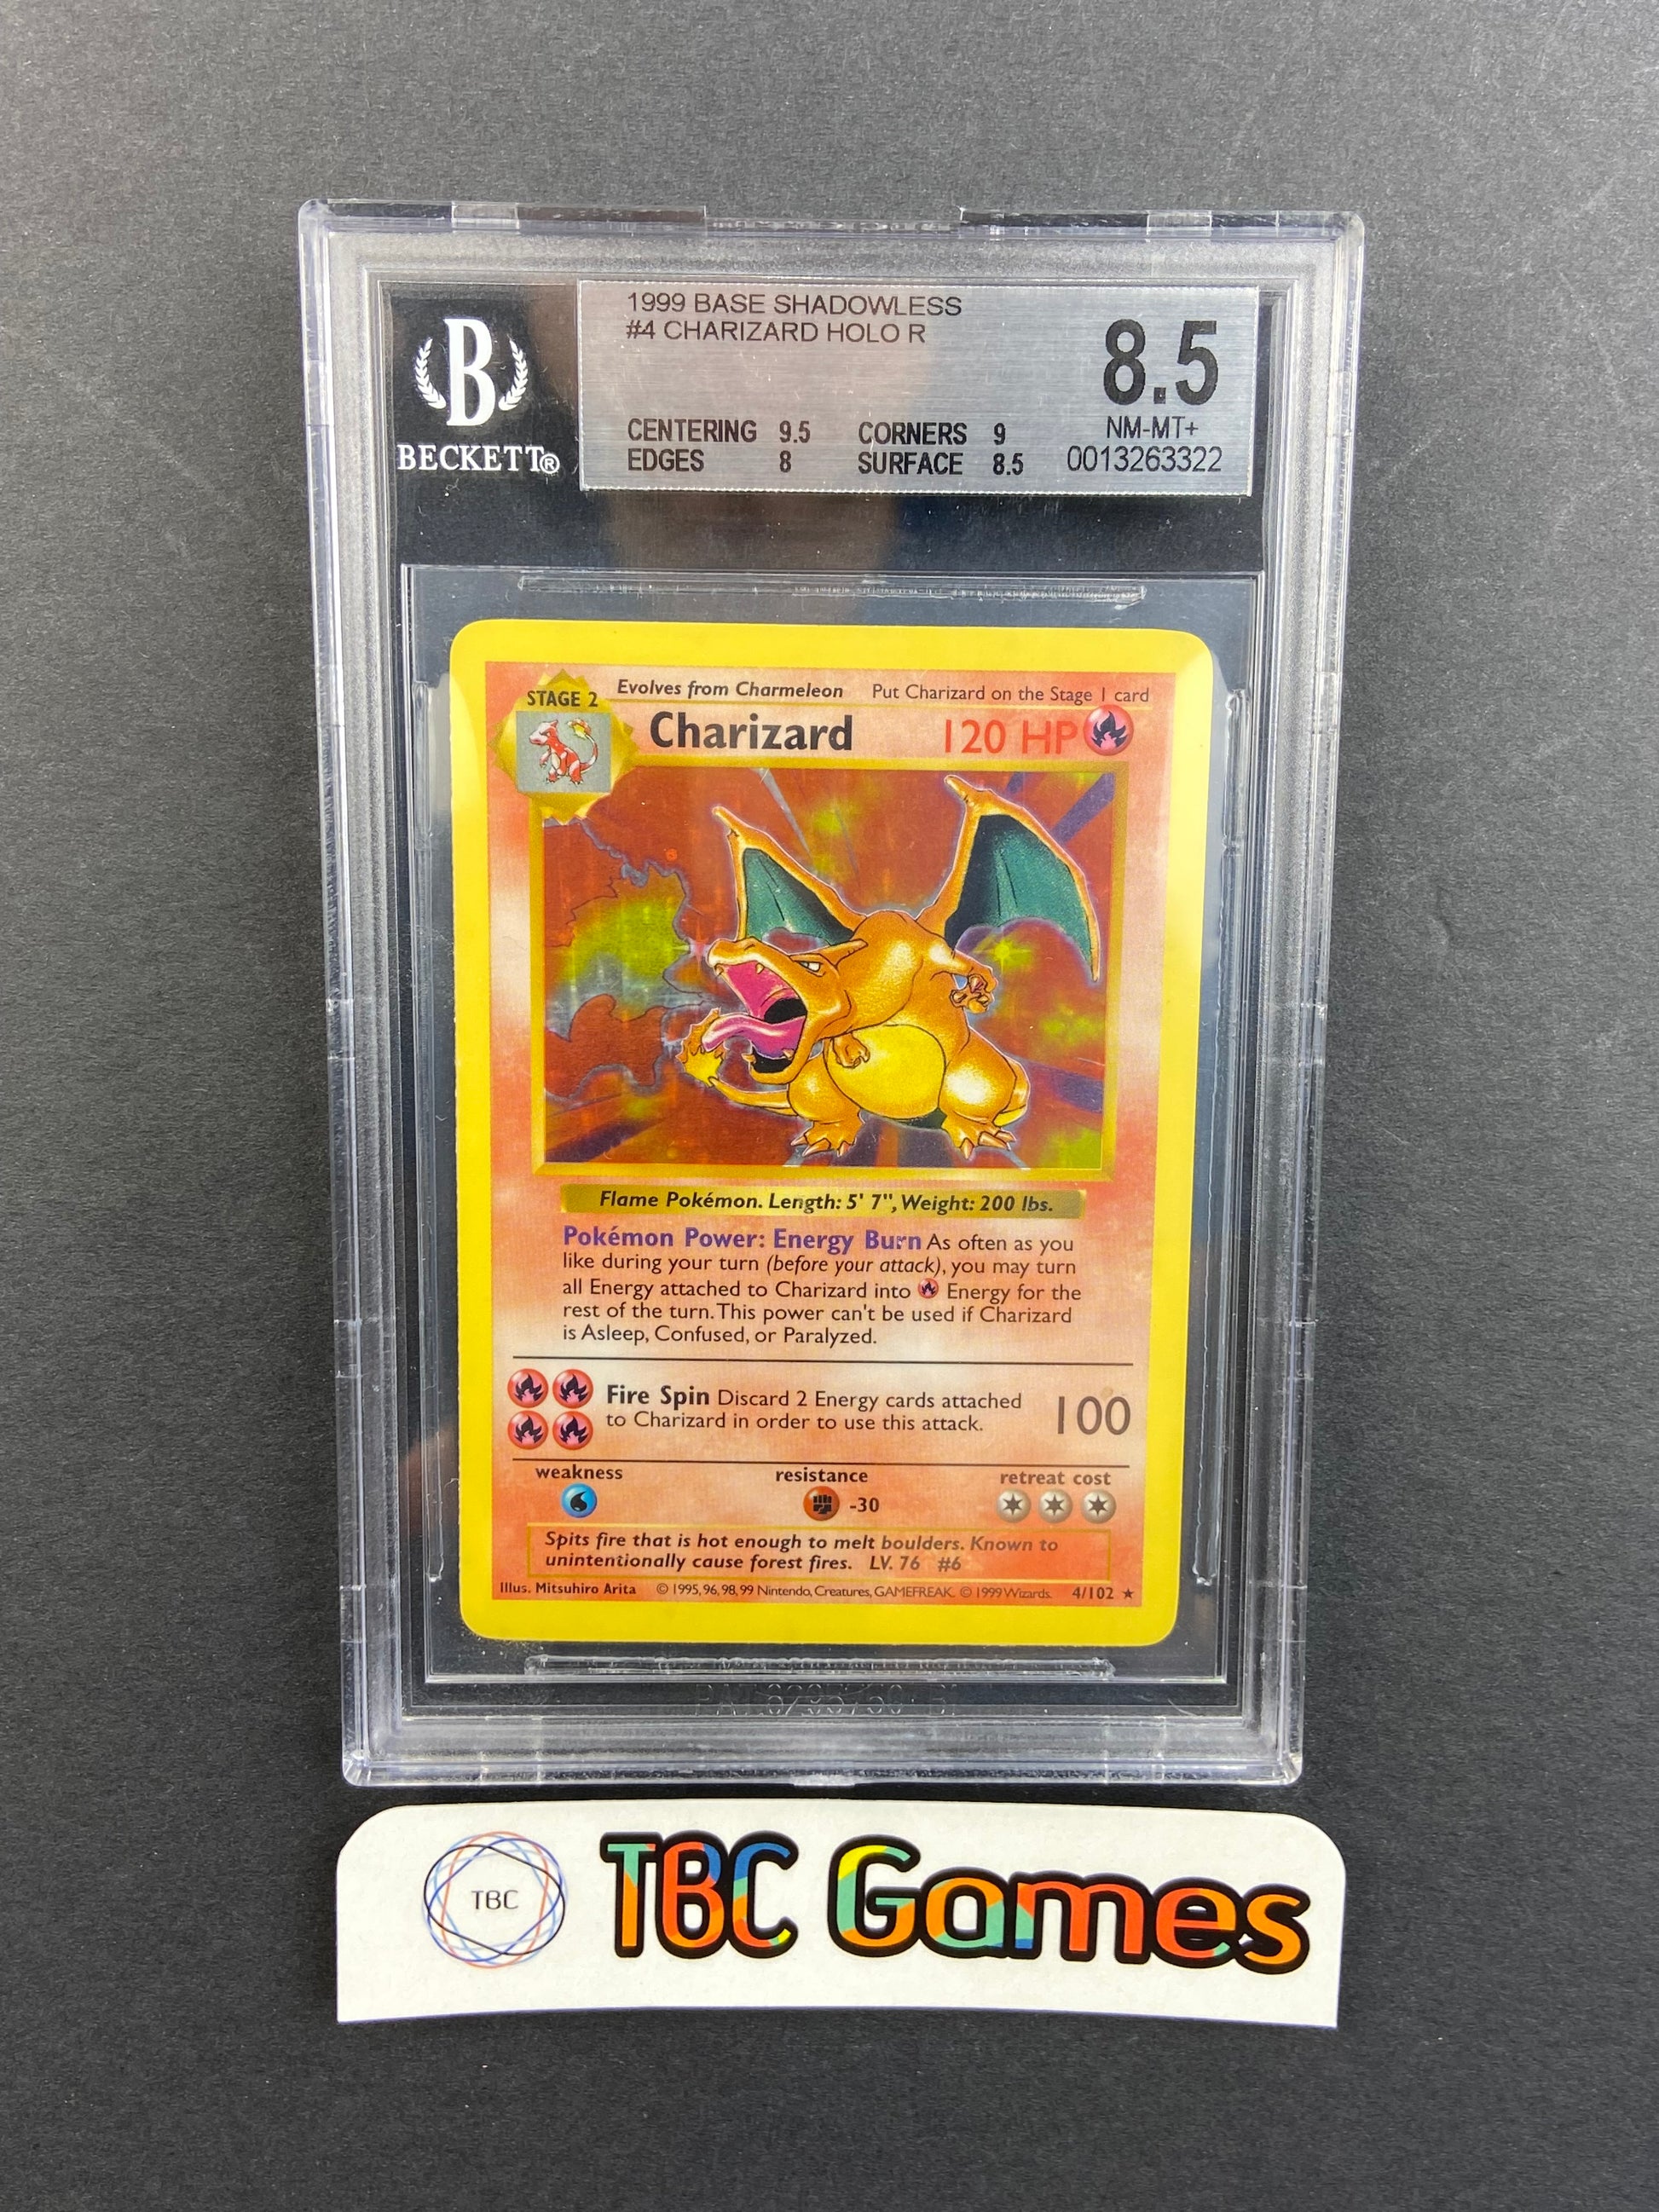 1999 BASE SHADOWLESS
#4 CHARIZARD HOLO R
8.5
B
BECKETT®
CENTERING 9.5 CORNERS 9 NM-MT+
EDGES 8 SURFACE 8.5 0013263322
STAGE 2 Evolves from Charmeleon Put Charizard on the Stage 1 card
Charizard 120 HP
Flame Pokémon. Length: 5' 7", Weight: 200 lbs.
Pokémon Power: Energy Burn As often as you
like during your turn (before your attack), you may turn
all Energy attached to Charizard into Energy for the
rest of the turn. This power can't be used if Charizard
is Asleep, Confused, or Paralyzed.
Fire Spin Discard 2 Energy cards attached
to Charizard in order to use this attack.
100
weakness resistance retreat cost
-30
Spits fire that is hot enough to melt boulders. Known to
unintentionally cause forest fires. LV. 76 #6
Illus. Mitsuhiro Arita © 1995, 96, 98, 99 Nintendo, Creatures, GAMEFREAK. © 1999 Wizards. 4/102 ★
TBC
TBC Games